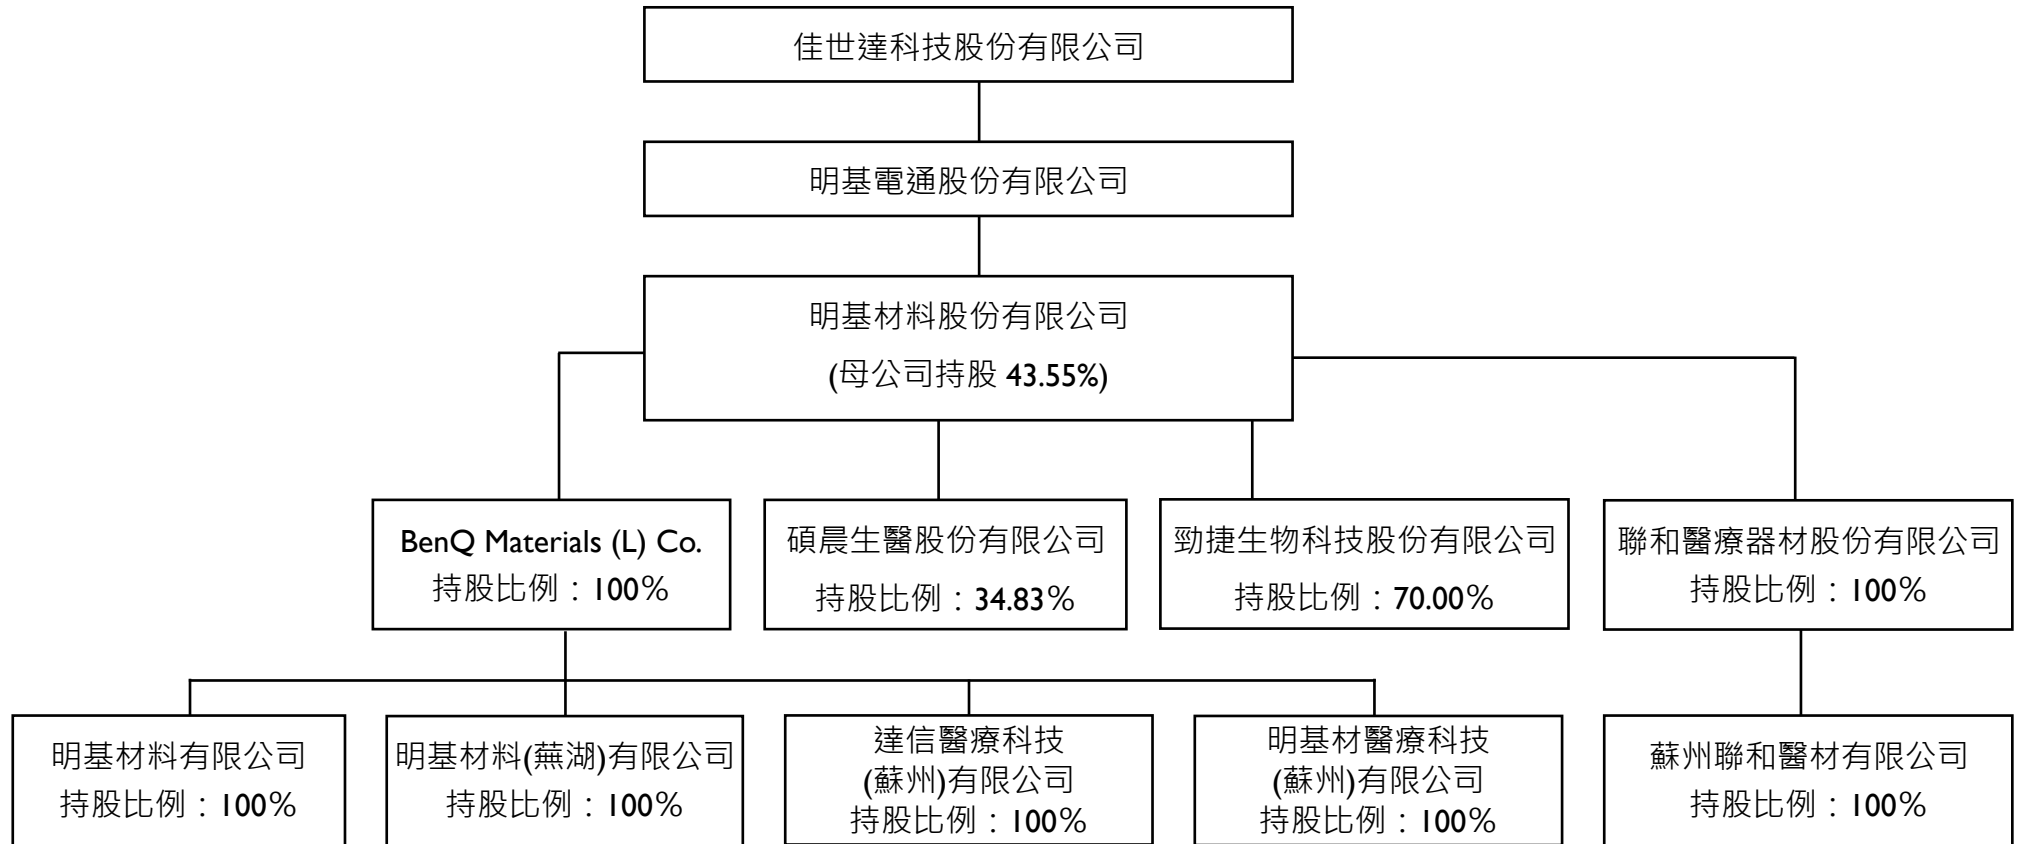 佳世達科技股份有限公司
明基電通股份有限公司
明基材料股份有限公司
(母公司持股 43.55%)
BenQ Materials (L) Co.
持股比例：100%
碩晨生醫股份有限公司
持股比例：34.83%
勁捷生物科技股份有限公司
持股比例：70.00%
聯和醫療器材股份有限公司
持股比例：100%
明基材料有限公司
持股比例：100%
明基材料(蕪湖)有限公司
持股比例：100%
達信醫療科技
(蘇州)有限公司
持股比例：100%
明基材醫療科技
(蘇州)有限公司
持股比例：100%
蘇州聯和醫材有限公司
持股比例：100%